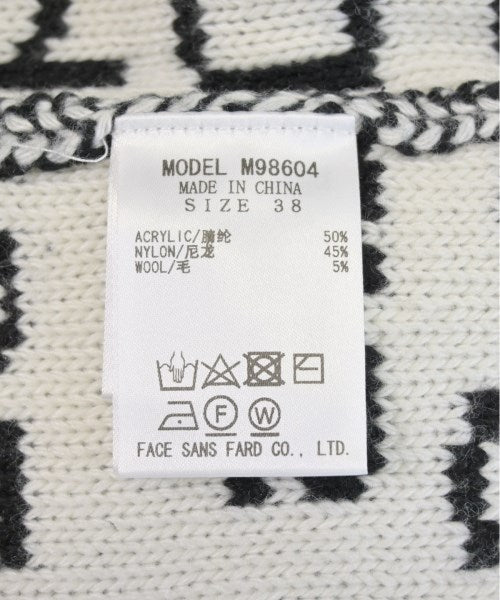 MODEL M98604
MADE IN CHINA
SIZE 38
ACRYLIC/腈纶 50%
NYLON/尼龙 45%
WOOL/毛 5%
F W
FACE SANS FARD CO., LTD.